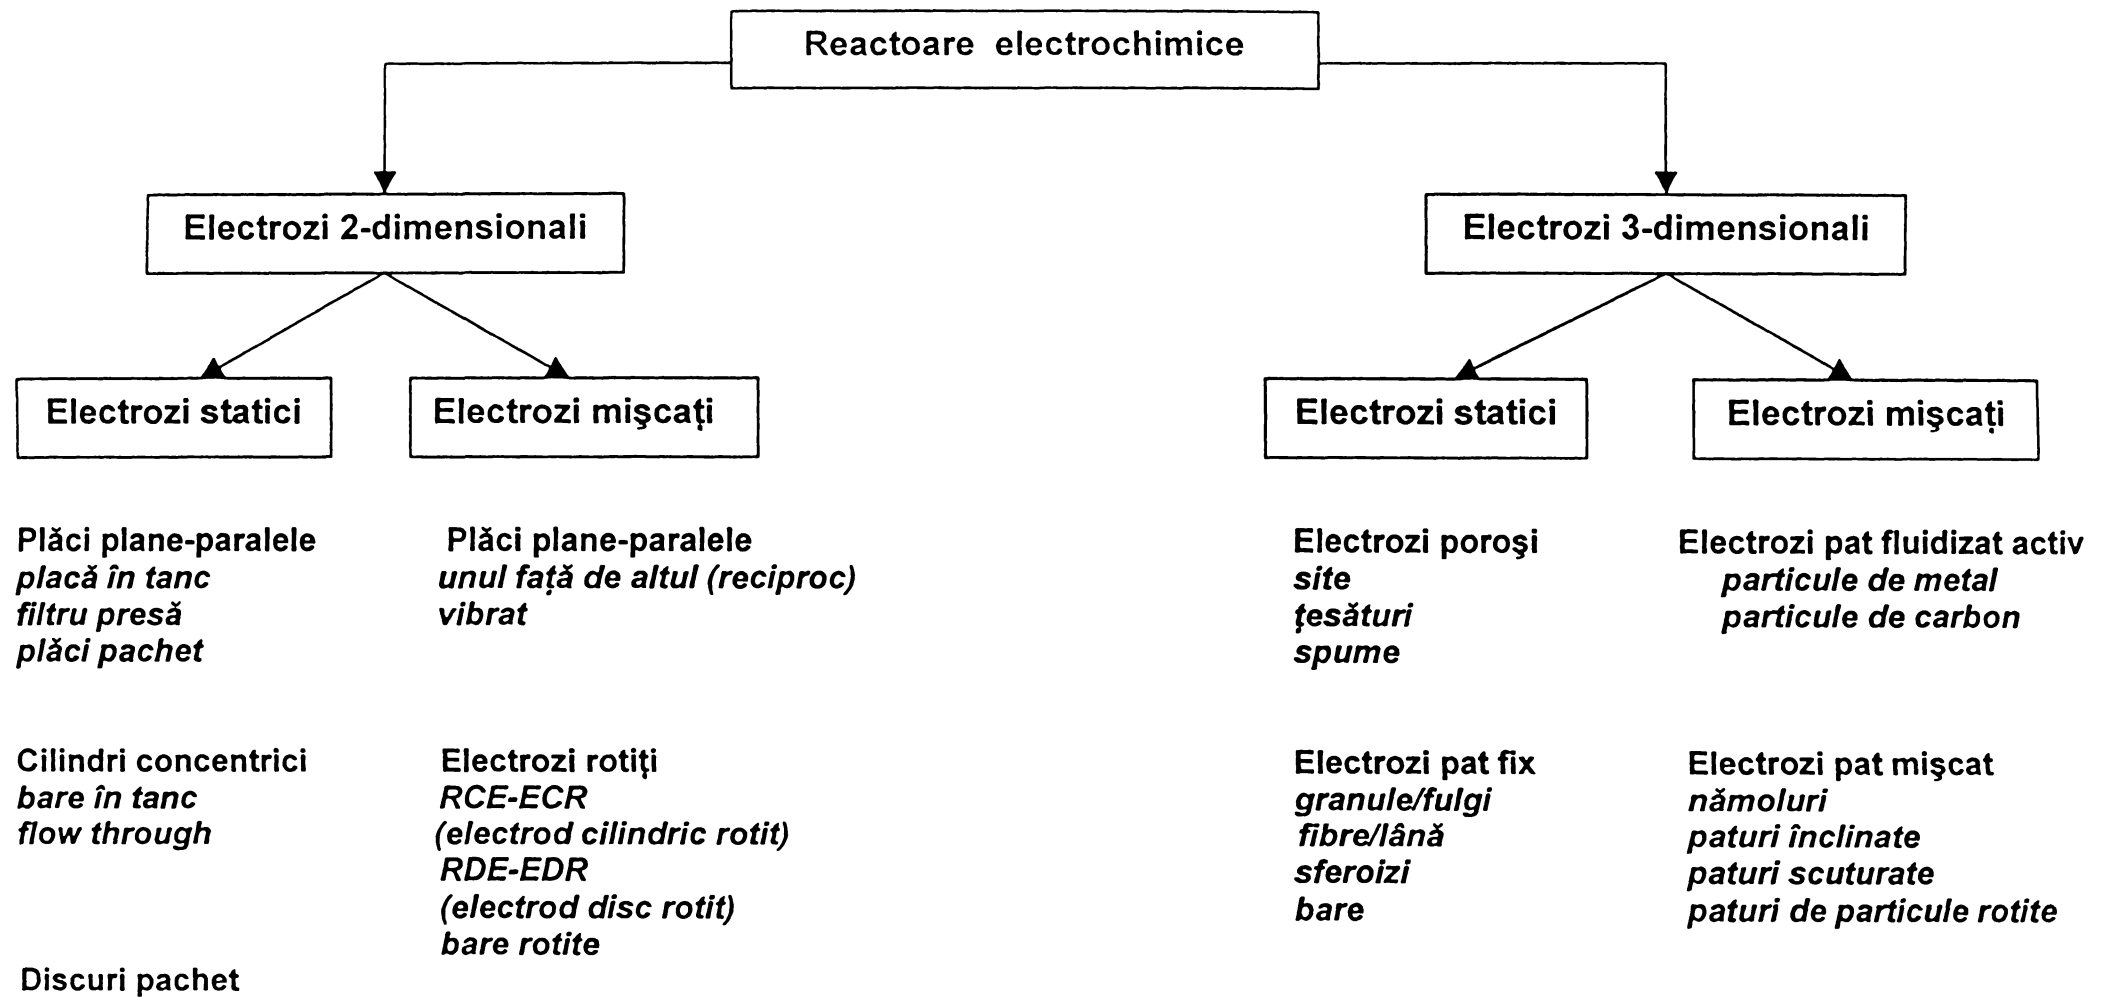 Reactoare electrochimice
Electrozi 2-dimensionali
Electrozi 3-dimensionali
Electrozi statici
Electrozi mişcaţi
Electrozi statici
Electrozi mişcaţi
Plăci plane-paralele
placă în tanc
filtru presă
plăci pachet
Cilindri concentrici
bare în tanc
flow through
Discuri pachet
Plăci plane-paralele
unul faţă de altul (reciproc)
vibrat
Electrozi rotiţi
RCE-ECR
(electrod cilindric rotit)
RDE-EDR
(electrod disc rotit)
bare rotite
Electrozi poroşi
site
ţesături
spume
Electrozi pat fix
granule/fulgi
fibre/lână
sferoizi
bare
Electrozi pat fluidizat activ
particule de metal
particule de carbon
Electrozi pat mişcat
nămoluri
paturi înclinate
paturi scuturate
paturi de particule rotite